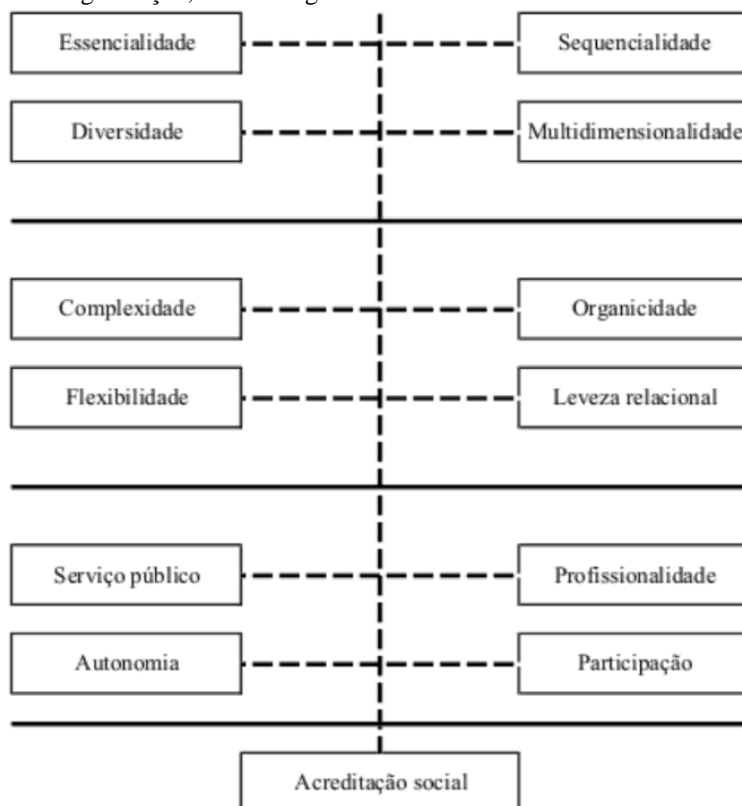 Essencialidade
Sequencialidade
Diversidade
Multidimensionalidade
Complexidade
Organicidade
Flexibilidade
Leveza relacional
Serviço público
Profissionalidade
Autonomia
Participação
Acreditação social